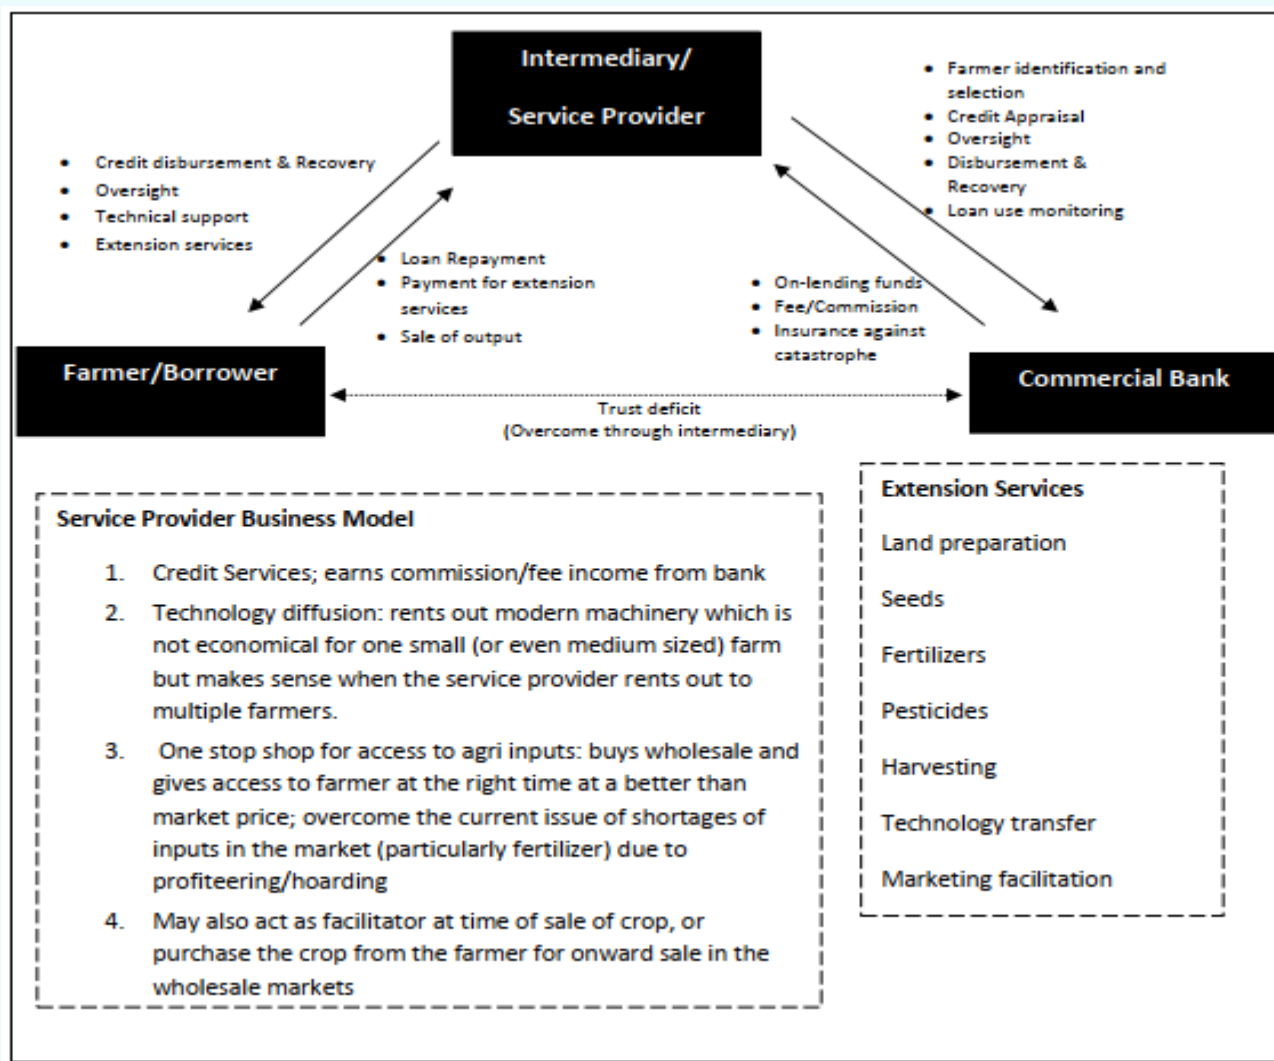 Intermediary/
Service Provider
• Credit disbursement & Recovery
• Oversight
• Technical support
• Extension services
• Loan Repayment
• Payment for extension
services
• Sale of output
• Farmer identification and
selection
• Credit Appraisal
• Oversight
• Disbursement &
Recovery
• Loan use monitoring
• On-lending funds
• Fee/Commission
• Insurance against
catastrophe
Farmer/Borrower
Commercial Bank
Trust deficit
(Overcome through intermediary)
Service Provider Business Model
1. Credit Services; earns commission/fee income from bank
2. Technology diffusion: rents out modern machinery which is
not economical for one small (or even medium sized) farm
but makes sense when the service provider rents out to
multiple farmers.
3. One stop shop for access to agri inputs: buys wholesale and
gives access to farmer at the right time at a better than
market price; overcome the current issue of shortages of
inputs in the market (particularly fertilizer) due to
profiteering/hoarding
4. May also act as facilitator at time of sale of crop, or
purchase the crop from the farmer for onward sale in the
wholesale markets
Extension Services
Land preparation
Seeds
Fertilizers
Pesticides
Harvesting
Technology transfer
Marketing facilitation